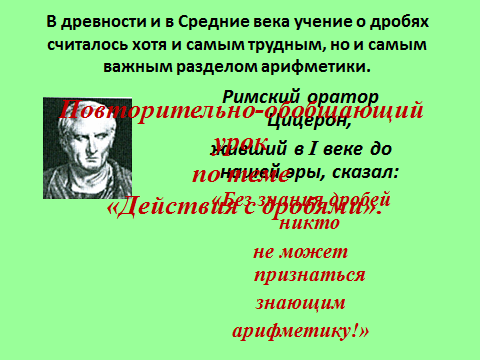 В древности и в Средние века учение о дробях
считалось хотя и самым трудным, но и самым
важным разделом арифметики.
Повторительно-обобщающий
урок
по теме
«Действия с дробями».
Римский оратор
Цицерон,
живший в I веке до
нашей эры, сказал:
«Без знания дробей
никто
не может
признаться
знающим
арифметику!»